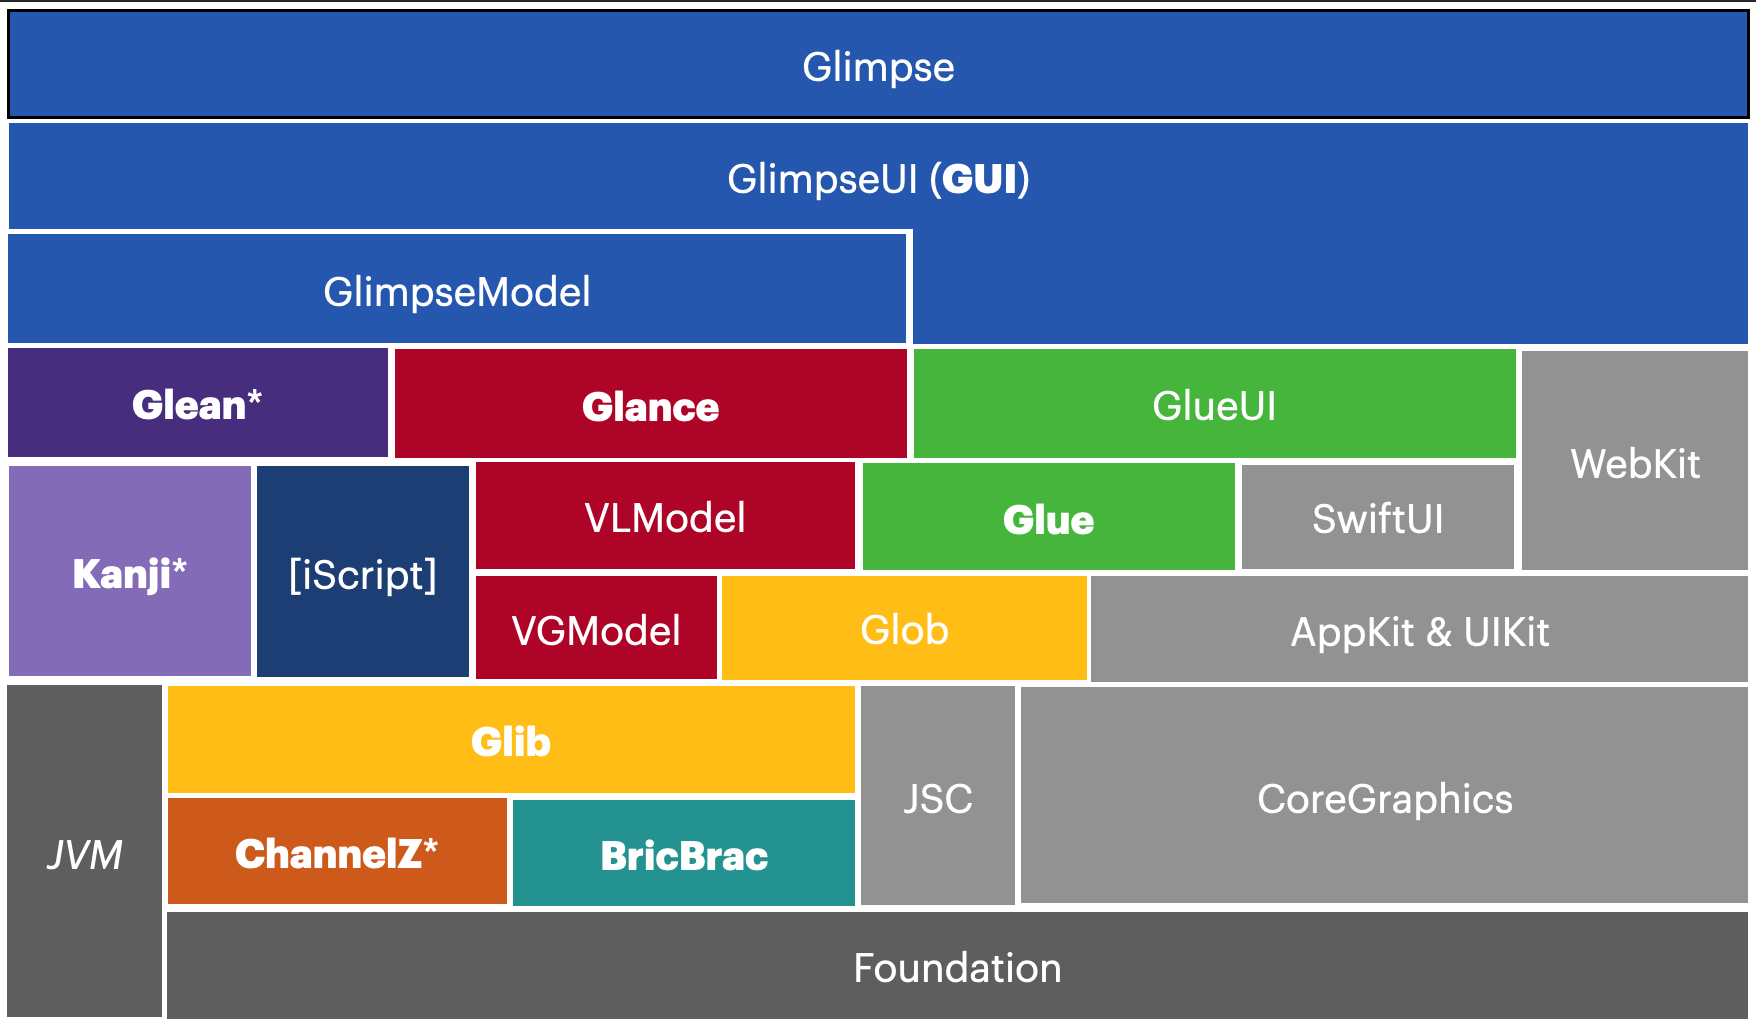 Glimpse
GlimpseUI (GUI)
GlimpseModel
Glean*
Glance
GlueUI
WebKit
Kanji*
[iScript]
VLModel
Glue
SwiftUI
VGModel
Glob
AppKit & UIKit
JVM
Glib
JSC
CoreGraphics
ChannelZ*
BricBrac
Foundation